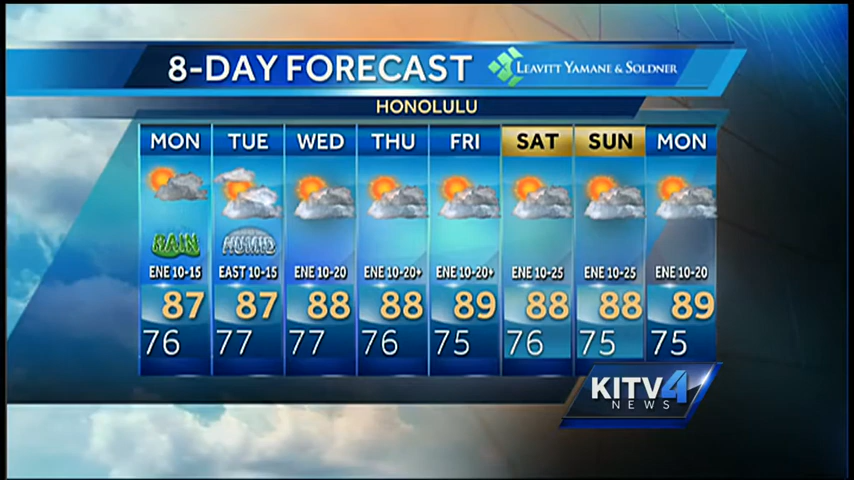 8-DAY FORECAST LEAVITT YAMANE & SOLDNER
HONOLULU
MON TUE WED THU FRI SAT SUN MON
RAIN HUMID
ENE 10-15 EAST 10-15 ENE 10-20 ENE 10-20+ ENE 10-20+ ENE 10-25 ENE 10-25 ENE 10-20
87 87 88 88 89 88 88 89
76 77 77 76 75 76 75 75
KITV4
NEWS